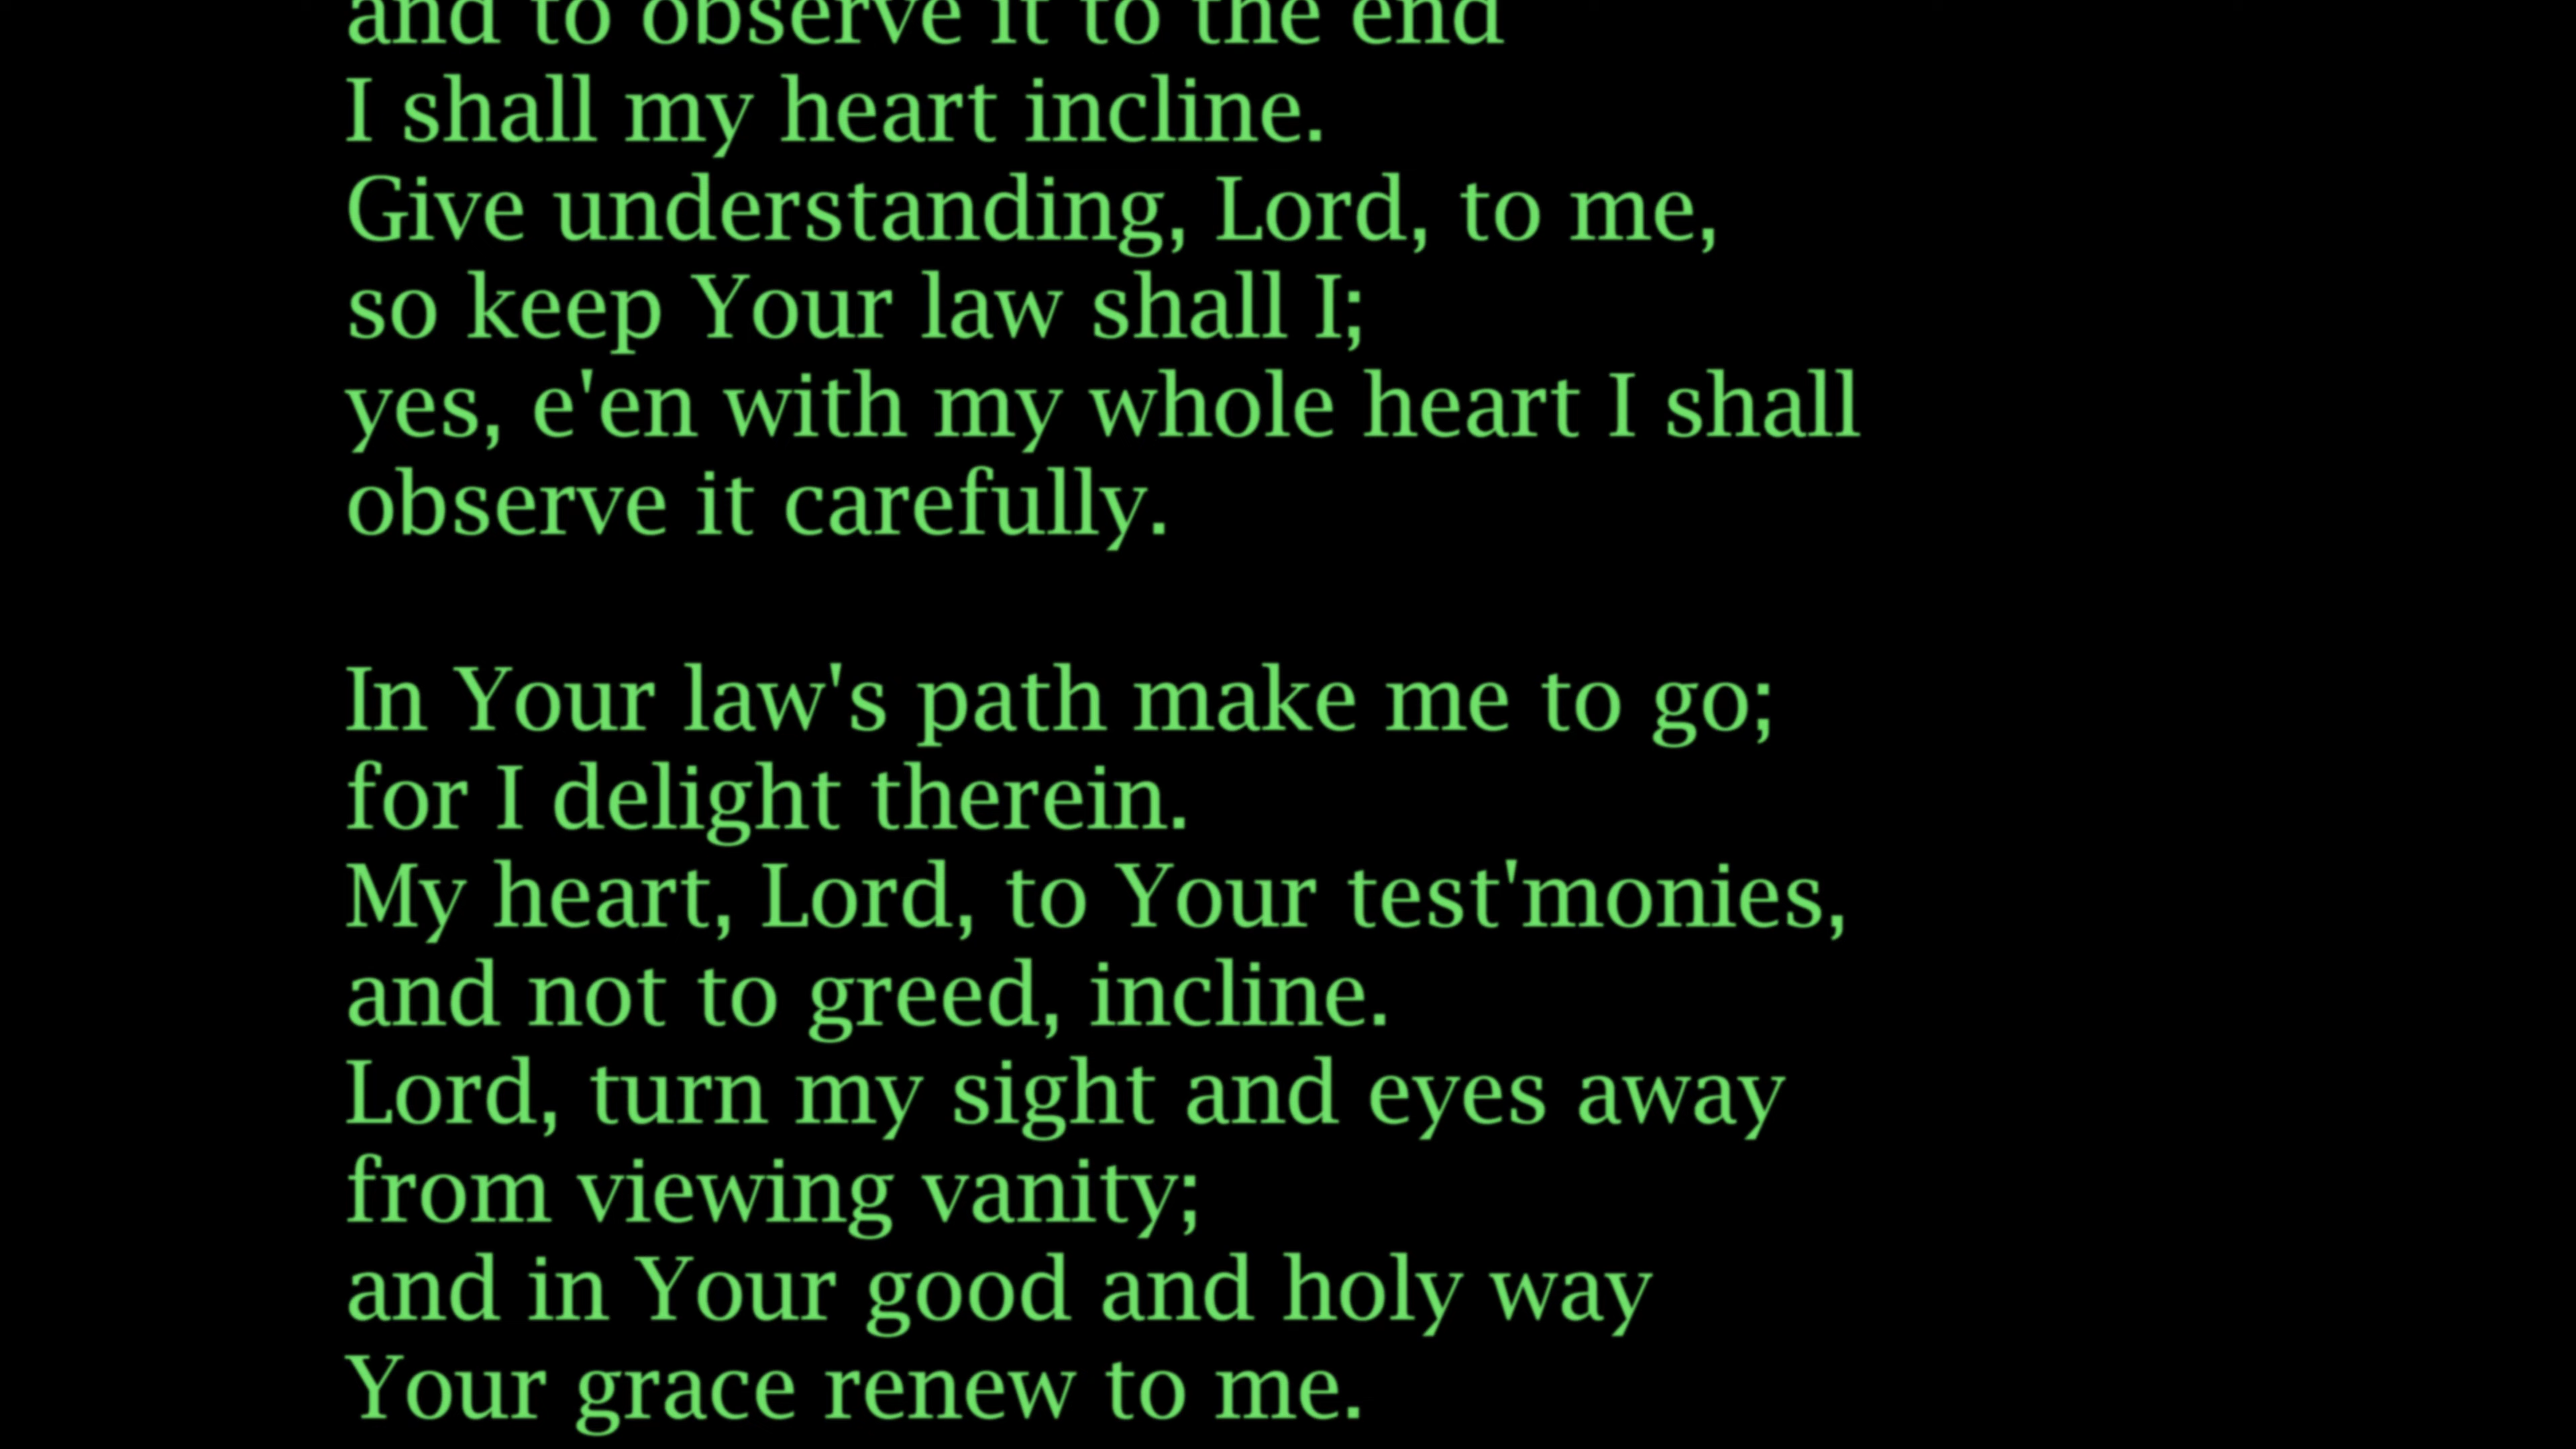 and to observe it to the end
I shall my heart incline.
Give understanding, Lord, to me,
so keep Your law shall I;
yes, e'en with my whole heart I shall
observe it carefully.
In Your law's path make me to go;
for I delight therein.
My heart, Lord, to Your test'monies,
and not to greed, incline.
Lord, turn my sight and eyes away
from viewing vanity;
and in Your good and holy way
Your grace renew to me.